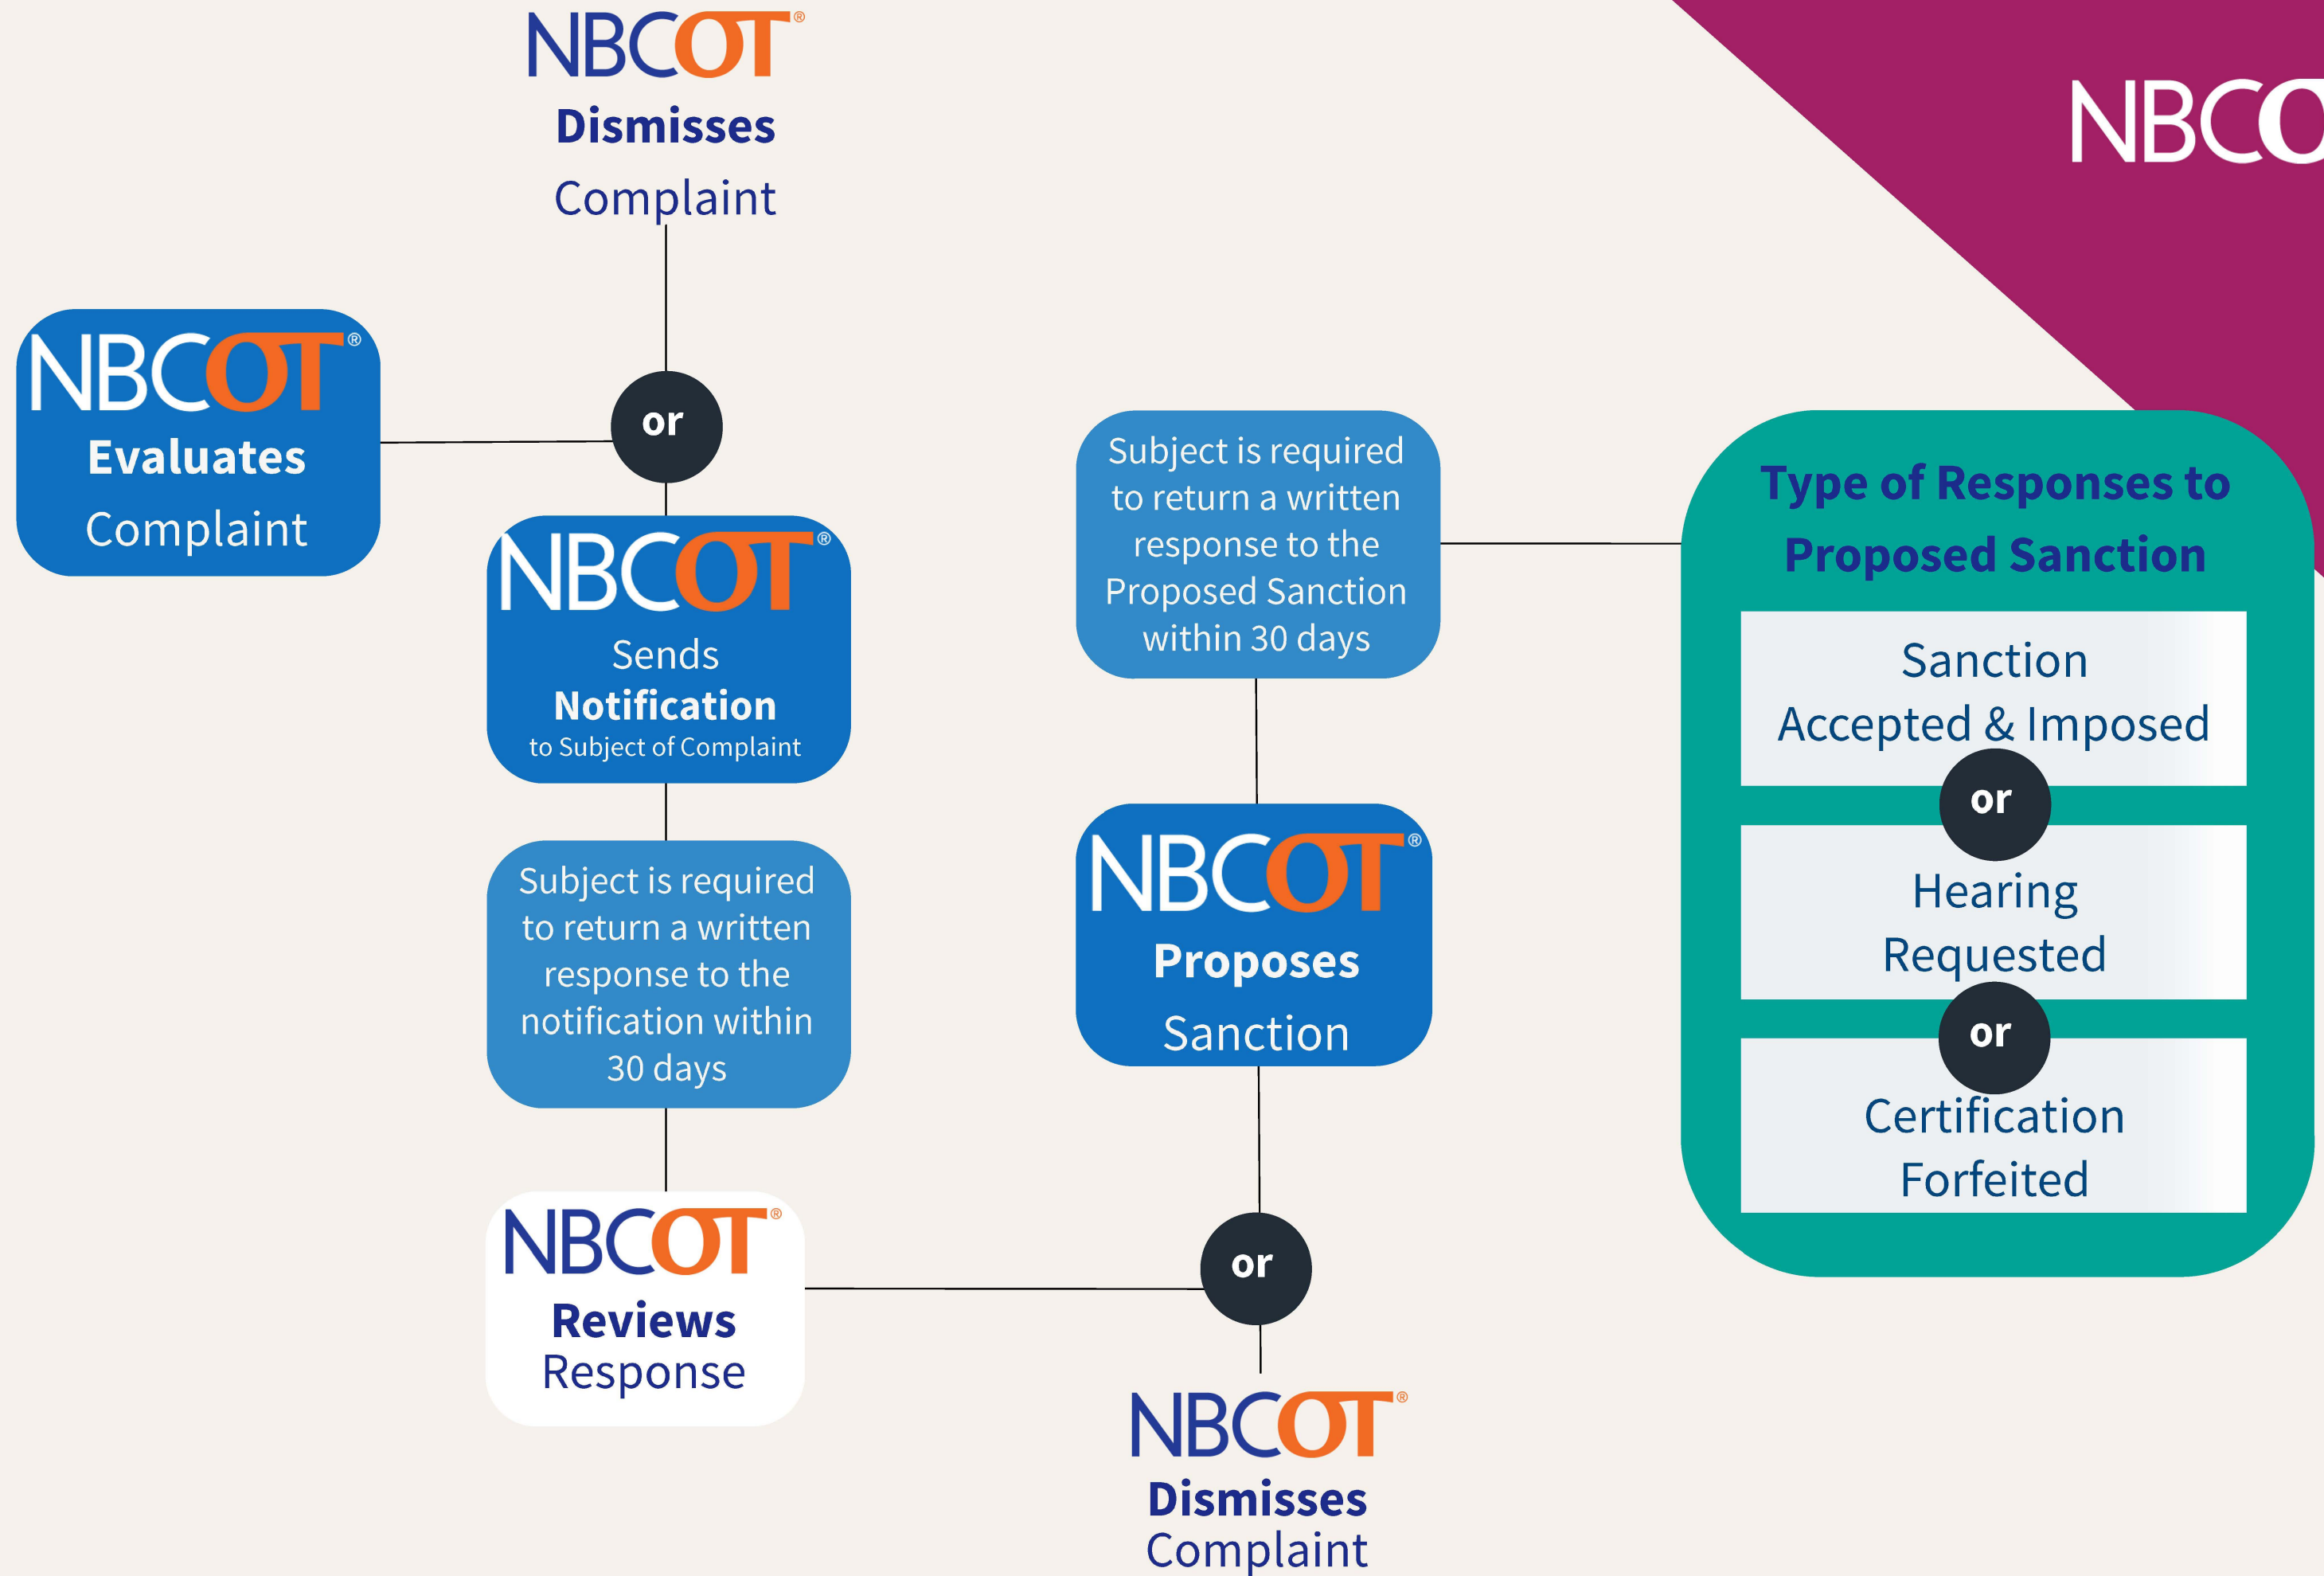 NBCOT®
Dismisses
Complaint
NBCO
NBCOT®
Evaluates
Complaint
or
NBCOT®
Sends
Notification
to Subject of Complaint
Subject is required
to return a written
response to the
notification within
30 days
NBCOT®
Reviews
Response
or
NBCOT®
Dismisses
Complaint
NBCOT®
Proposes
Sanction
Subject is required
to return a written
response to the
Proposed Sanction
within 30 days
Type of Responses to
Proposed Sanction
Sanction
Accepted & Imposed
or
Hearing
Requested
or
Certification
Forfeited